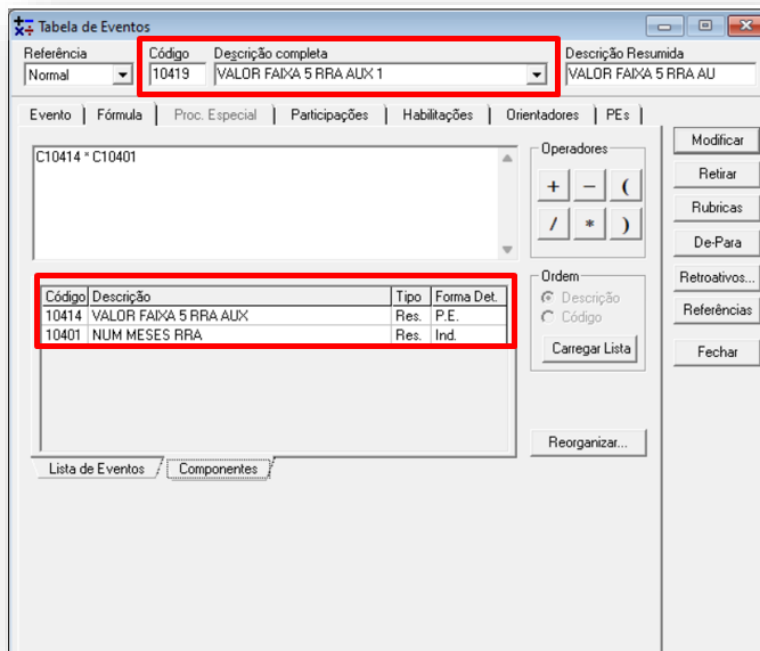 Tabela de Eventos
Referência Código Descrição completa Descrição Resumida
Normal 10419 VALOR FAIXA 5 RRA AUX 1 VALOR FAIXA 5 RRA AU
Evento Fórmula Proc. Especial Participações Habilitações Orientadores PEs
Modificar
Retirar
Rubricas
De-Para
Retroativos...
Referências
Fechar
C10414 * C10401
Operadores
+ − (
/ * )
Código Descrição Tipo Forma Det.
10414 VALOR FAIXA 5 RRA AUX Res. P.E.
10401 NUM MESES RRA Res. Ind.
Ordem
Descrição
Código
Carregar Lista
Reorganizar...
Lista de Eventos Componentes